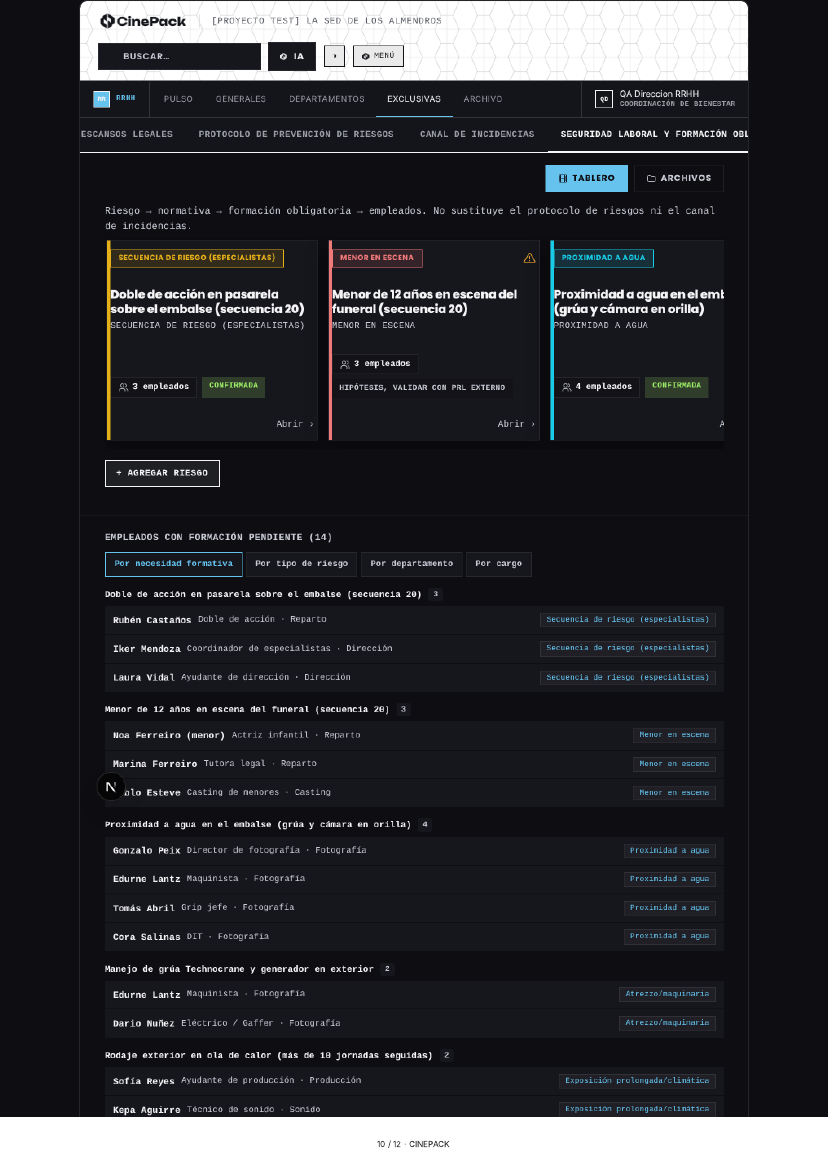 CinePack
[PROYECTO TEST] LA SED DE LOS ALMENDROS
BUSCAR…
IA
MENÚ
RR RRHH
PULSO
GENERALES
DEPARTAMENTOS
EXCLUSIVAS
ARCHIVO
QD
QA Direccion RRHH
COORDINACIÓN DE BIENESTAR
ESCANSOS LEGALES
PROTOCOLO DE PREVENCIÓN DE RIESGOS
CANAL DE INCIDENCIAS
SEGURIDAD LABORAL Y FORMACIÓN OBL
TABLERO
ARCHIVOS
Riesgo → normativa → formación obligatoria → empleados. No sustituye el protocolo de riesgos ni el canal
de incidencias.
SECUENCIA DE RIESGO (ESPECIALISTAS)
Doble de acción en pasarela
sobre el embalse (secuencia 20)
SECUENCIA DE RIESGO (ESPECIALISTAS)
3 empleados
CONFIRMADA
Abrir ›
MENOR EN ESCENA
Menor de 12 años en escena del
funeral (secuencia 20)
MENOR EN ESCENA
3 empleados
HIPÓTESIS, VALIDAR CON PRL EXTERNO
Abrir ›
PROXIMIDAD A AGUA
Proximidad a agua en el emb
(grúa y cámara en orilla)
PROXIMIDAD A AGUA
4 empleados
CONFIRMADA
A
+ AGREGAR RIESGO
EMPLEADOS CON FORMACIÓN PENDIENTE (14)
Por necesidad formativa
Por tipo de riesgo
Por departamento
Por cargo
Doble de acción en pasarela sobre el embalse (secuencia 20) 3
Rubén Castaños Doble de acción · Reparto Secuencia de riesgo (especialistas)
Iker Mendoza Coordinador de especialistas · Dirección Secuencia de riesgo (especialistas)
Laura Vidal Ayudante de dirección · Dirección Secuencia de riesgo (especialistas)
Menor de 12 años en escena del funeral (secuencia 20) 3
Noa Ferreiro (menor) Actriz infantil · Reparto Menor en escena
Marina Ferreiro Tutora legal · Reparto Menor en escena
N
blo Esteve Casting de menores · Casting Menor en escena
Proximidad a agua en el embalse (grúa y cámara en orilla) 4
Gonzalo Peix Director de fotografía · Fotografía Proximidad a agua
Edurne Lantz Maquinista · Fotografía Proximidad a agua
Tomás Abril Grip jefe · Fotografía Proximidad a agua
Cora Salinas DIT · Fotografía Proximidad a agua
Manejo de grúa Technocrane y generador en exterior 2
Edurne Lantz Maquinista · Fotografía Atrezzo/maquinaria
Dario Nuñez Eléctrico / Gaffer · Fotografía Atrezzo/maquinaria
Rodaje exterior en ola de calor (más de 10 jornadas seguidas) 2
Sofía Reyes Ayudante de producción · Producción Exposición prolongada/climática
Kepa Aguirre Técnico de sonido · Sonido Exposición prolongada/climática
10 / 12 · CINEPACK